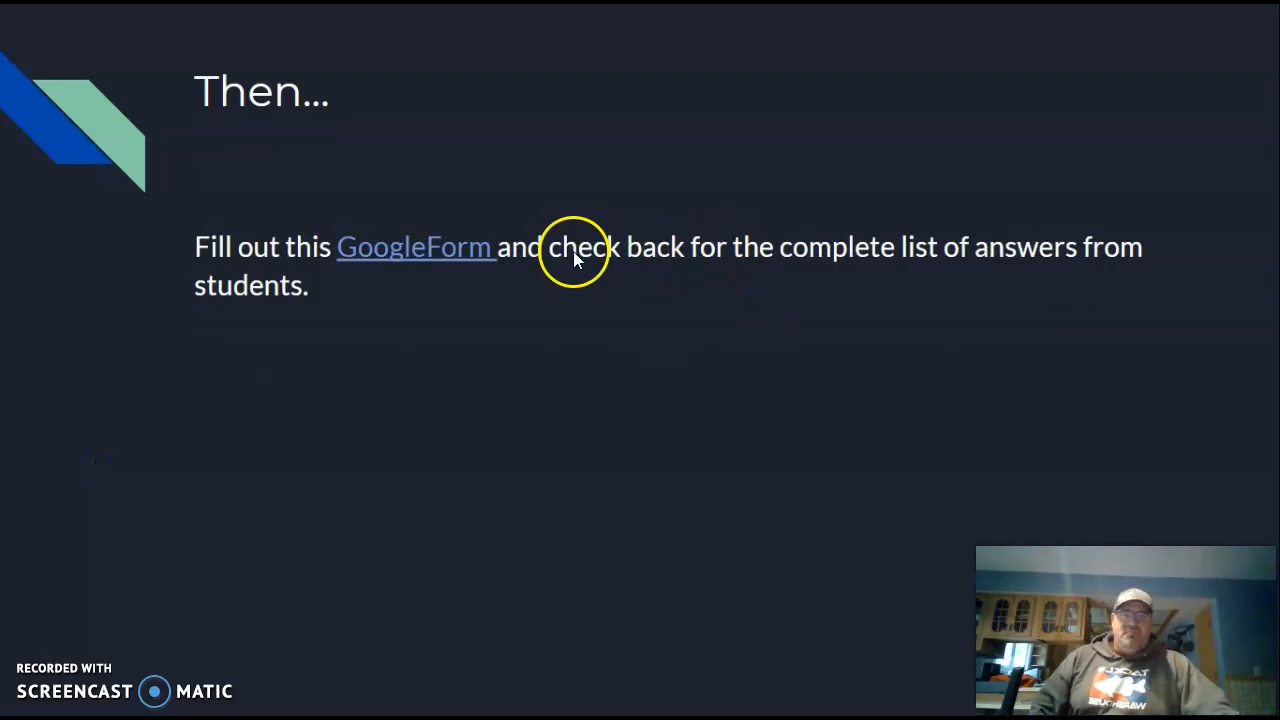 Then...
Fill out this GoogleForm and check back for the complete list of answers from
students.
RECORDED WITH
SCREENCAST MATIC